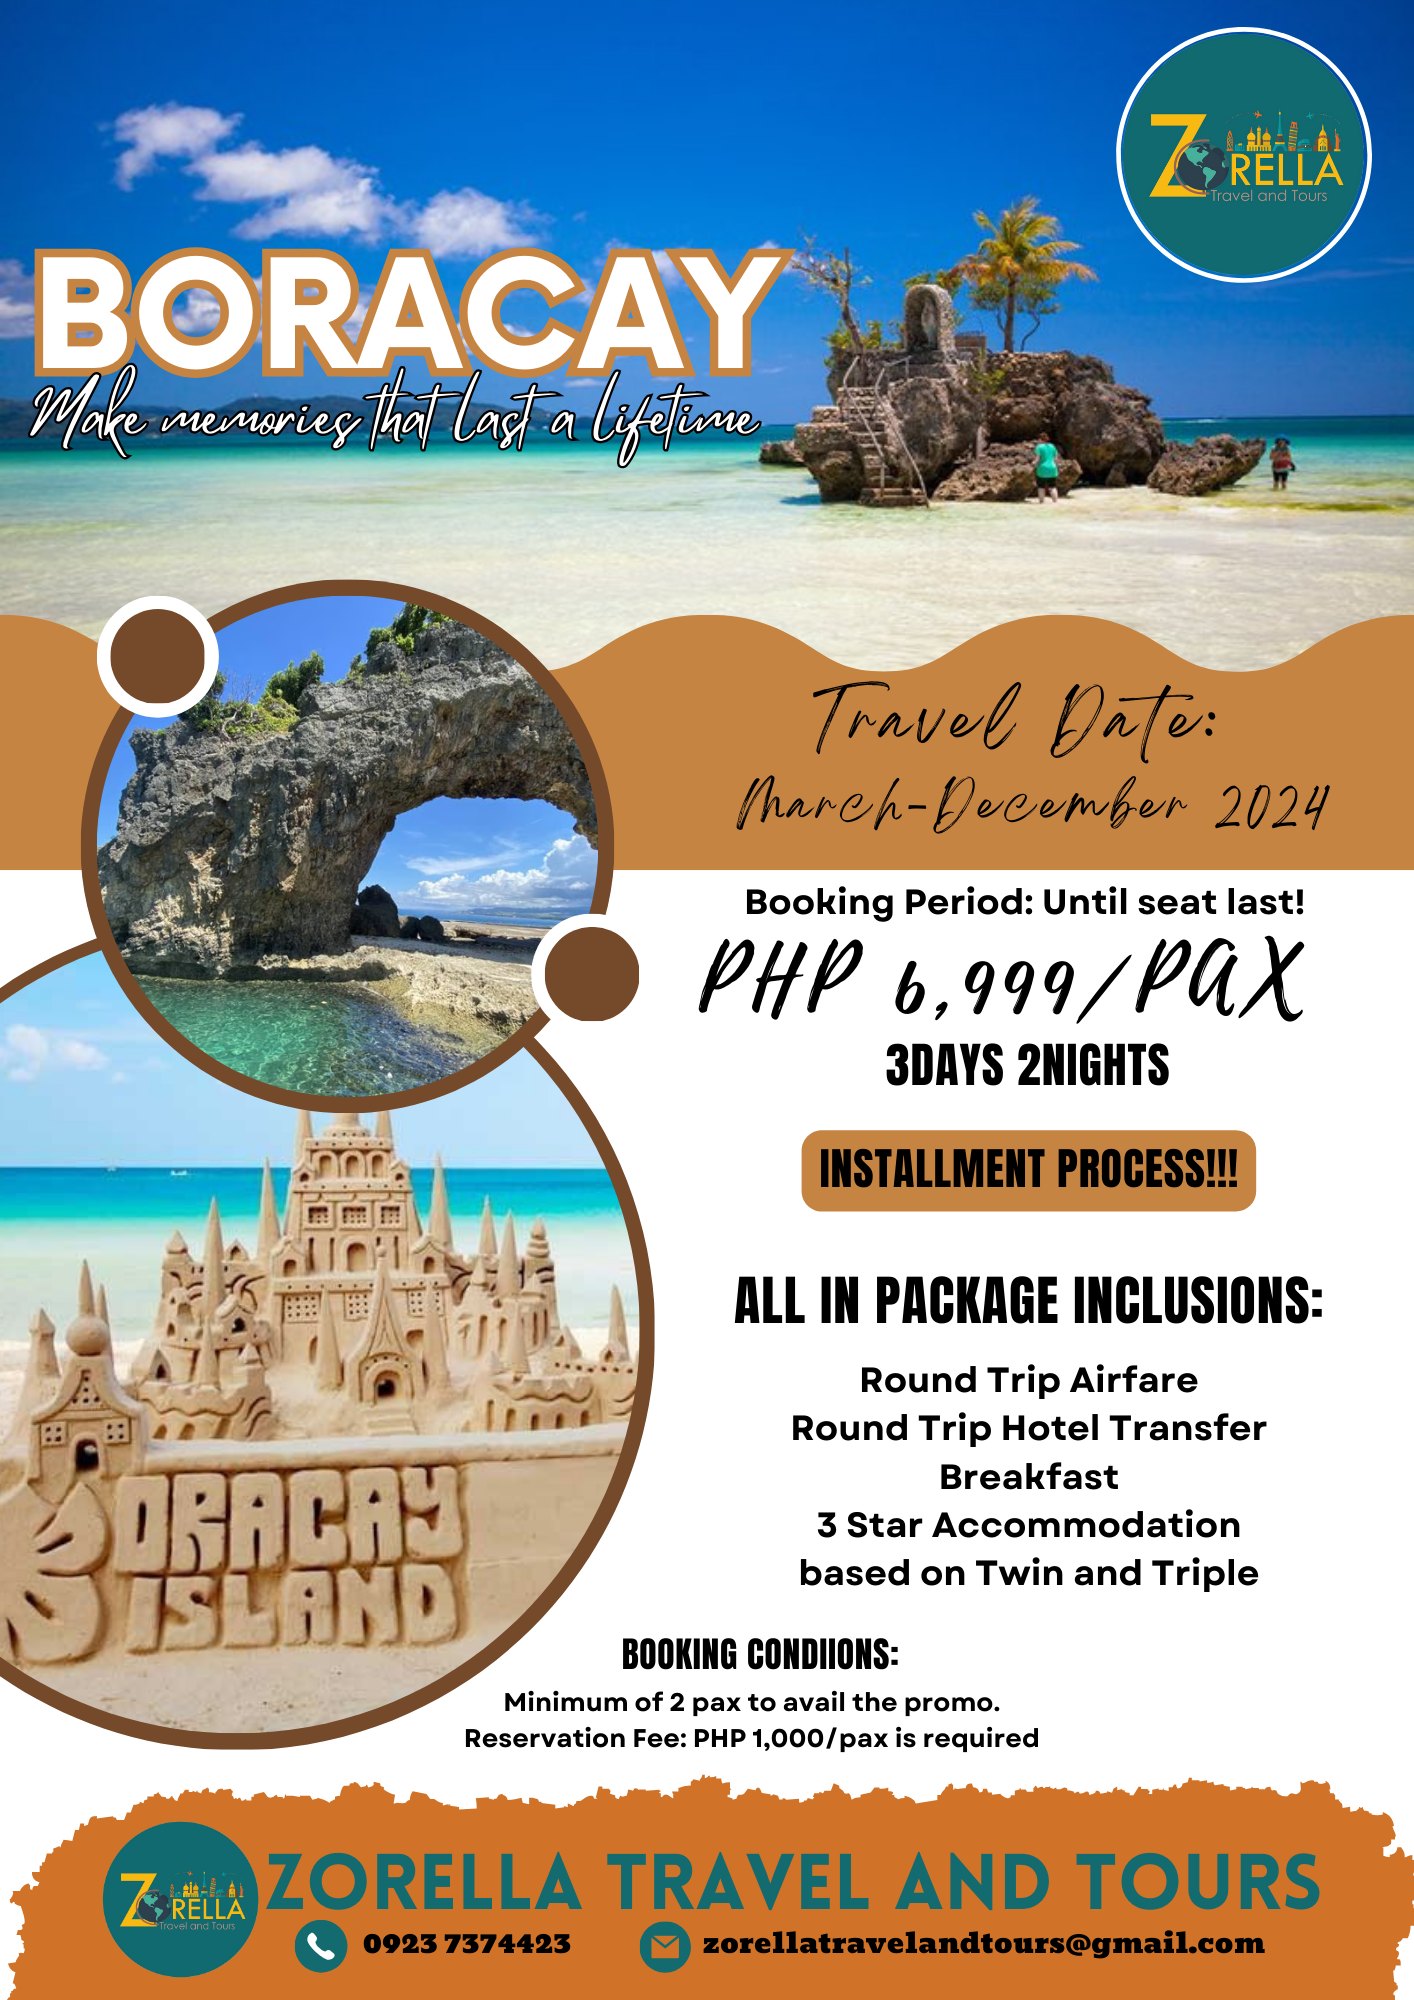 ZORELLA
Travel and Tours
BORACAY
Make memories that last a lifetime
Travel Date:
March-December 2024
Booking Period: Until seat last!
PHP 6,999/PAX
3DAYS 2NIGHTS
INSTALLMENT PROCESS!!!
ALL IN PACKAGE INCLUSIONS:
Round Trip Airfare
Round Trip Hotel Transfer
Breakfast
3 Star Accommodation
based on Twin and Triple
BORACAY
ISLAND
BOOKING CONDIIONS:
Minimum of 2 pax to avail the promo.
Reservation Fee: PHP 1,000/pax is required
ZORELLA
Travel and Tours
ZORELLA TRAVEL AND TOURS
0923 7374423
zorellatravelandtours@gmail.com